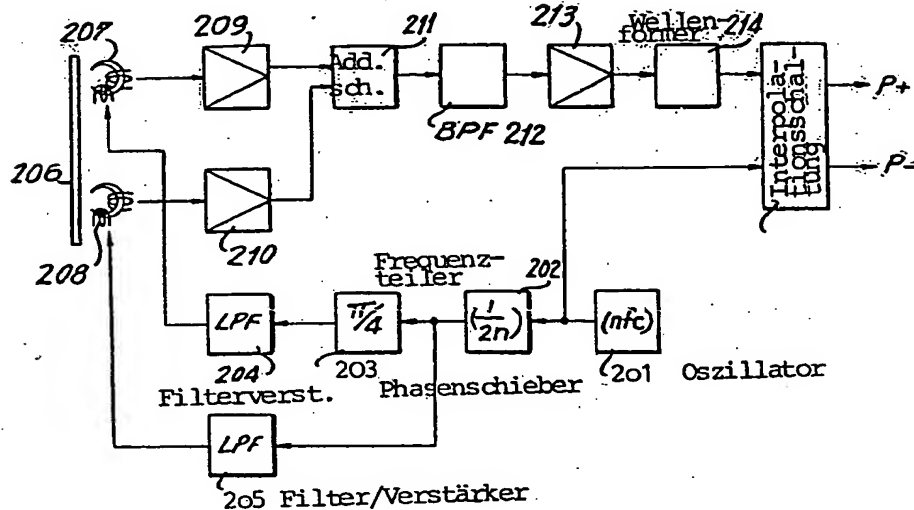 207
209
211
213
Wellen-
former
214
Add.
sch.
BPF 212
Interpola-
tionsschal-
tung
P+
P-
206
208
210
Frequenz-
teiler
202
LPF
π/4
(1/2n)
(nfc)
204
203
201
Oszillator
Filterverst.
Phasenschieber
LPF
205 Filter/Verstärker